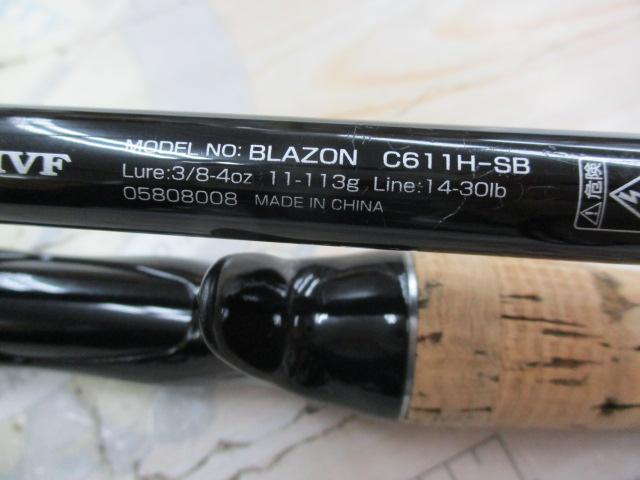 HVF
MODEL NO: BLAZON C611H-SB
Lure:3/8-4oz 11-113g Line:14-30lb
05808008 MADE IN CHINA
危険